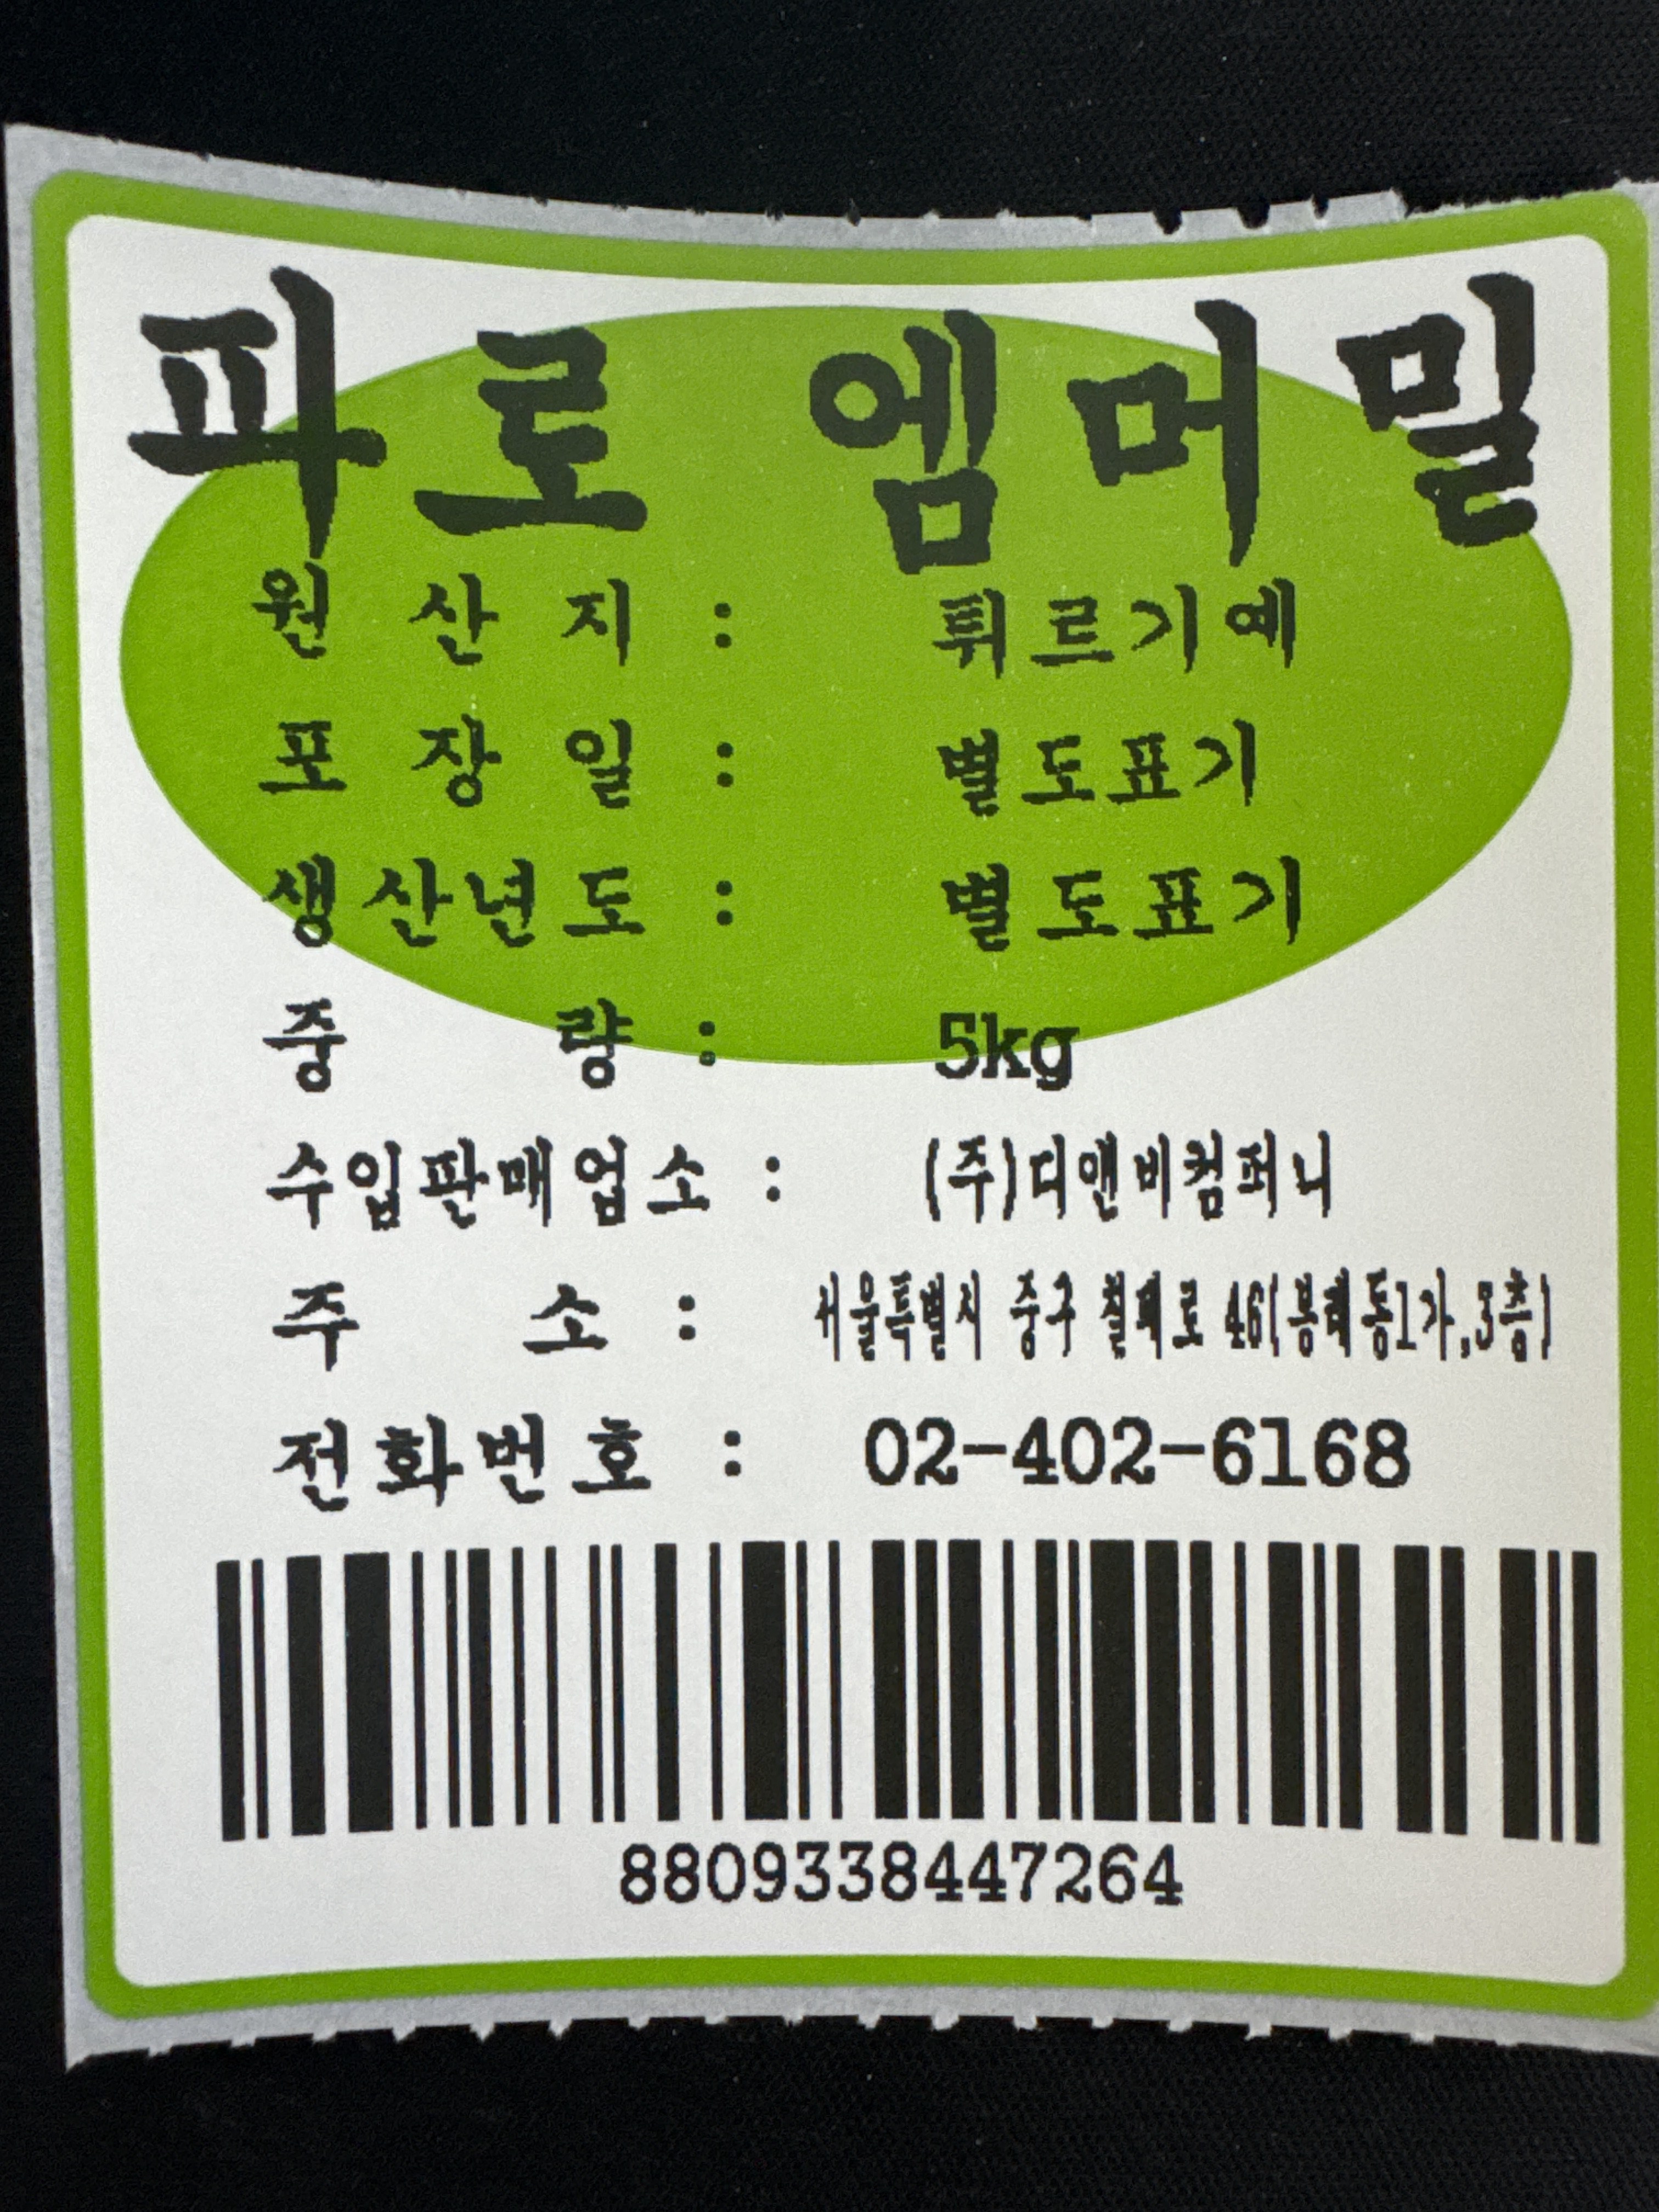 파로 엠머밀
원산지 : 튀르기예
포장일 : 별도표기
생산년도 : 별도표기
중량 : 5kg
수입판매업소 : (주)디앤비컴퍼니
주소 : 서울특별시 중구 칠패로 46(봉래동1가,3층)
전화번호 : 02-402-6168
8809338447264